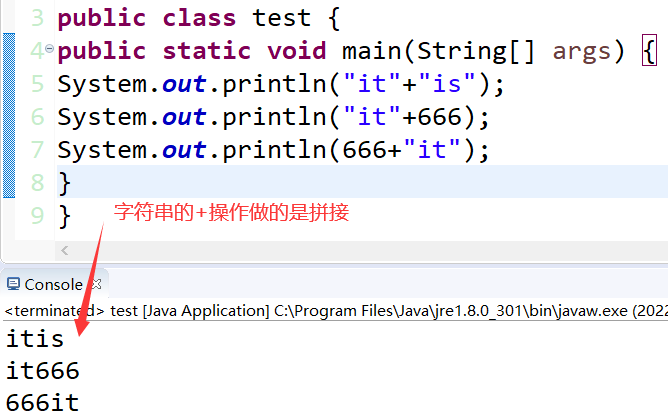 3 public class test {
4 public static void main(String[] args) {
5 System.out.println("it"+"is");
6 System.out.println("it"+666);
7 System.out.println(666+"it");
8 }
9 }
字符串的+操作做的是拼接
Console
<terminated> test [Java Application] C:\Program Files\Java\jre1.8.0_301\bin\javaw.exe (2022
itis
it666
666it